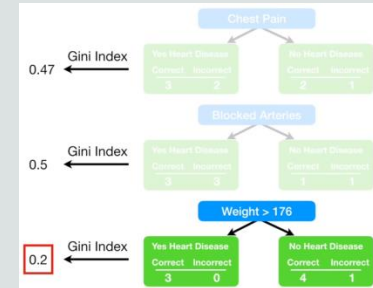 Chest Pain
Gini Index
0.47
Yes Heart Disease No Heart Disease
Correct Incorrect Correct Incorrect
3 2 2 1
Blocked Arteries
Gini Index
0.5
Yes Heart Disease No Heart Disease
Correct Incorrect Correct Incorrect
3 3 1 1
Weight > 176
Gini Index
0.2
Yes Heart Disease No Heart Disease
Correct Incorrect Correct Incorrect
3 0 4 1